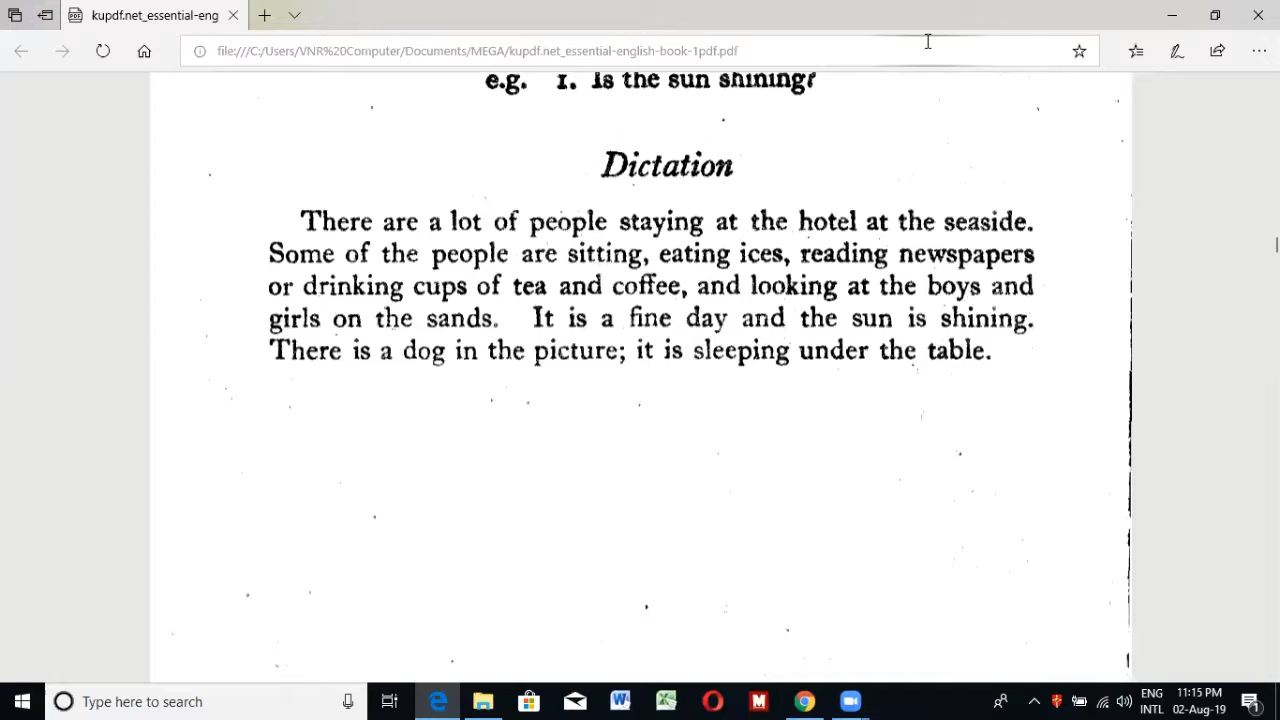 kupdf.net_essential-eng
file:///C:/Users/VNR%20Computer/Documents/MEGA/kupdf.net_essential-english-book-1pdf.pdf
e.g. 1. Is the sun shining?
Dictation
There are a lot of people staying at the hotel at the seaside.
Some of the people are sitting, eating ices, reading newspapers
or drinking cups of tea and coffee, and looking at the boys and
girls on the sands. It is a fine day and the sun is shining.
There is a dog in the picture; it is sleeping under the table.
Type here to search
ENG 11:15 PM
INTL 02-Aug-19